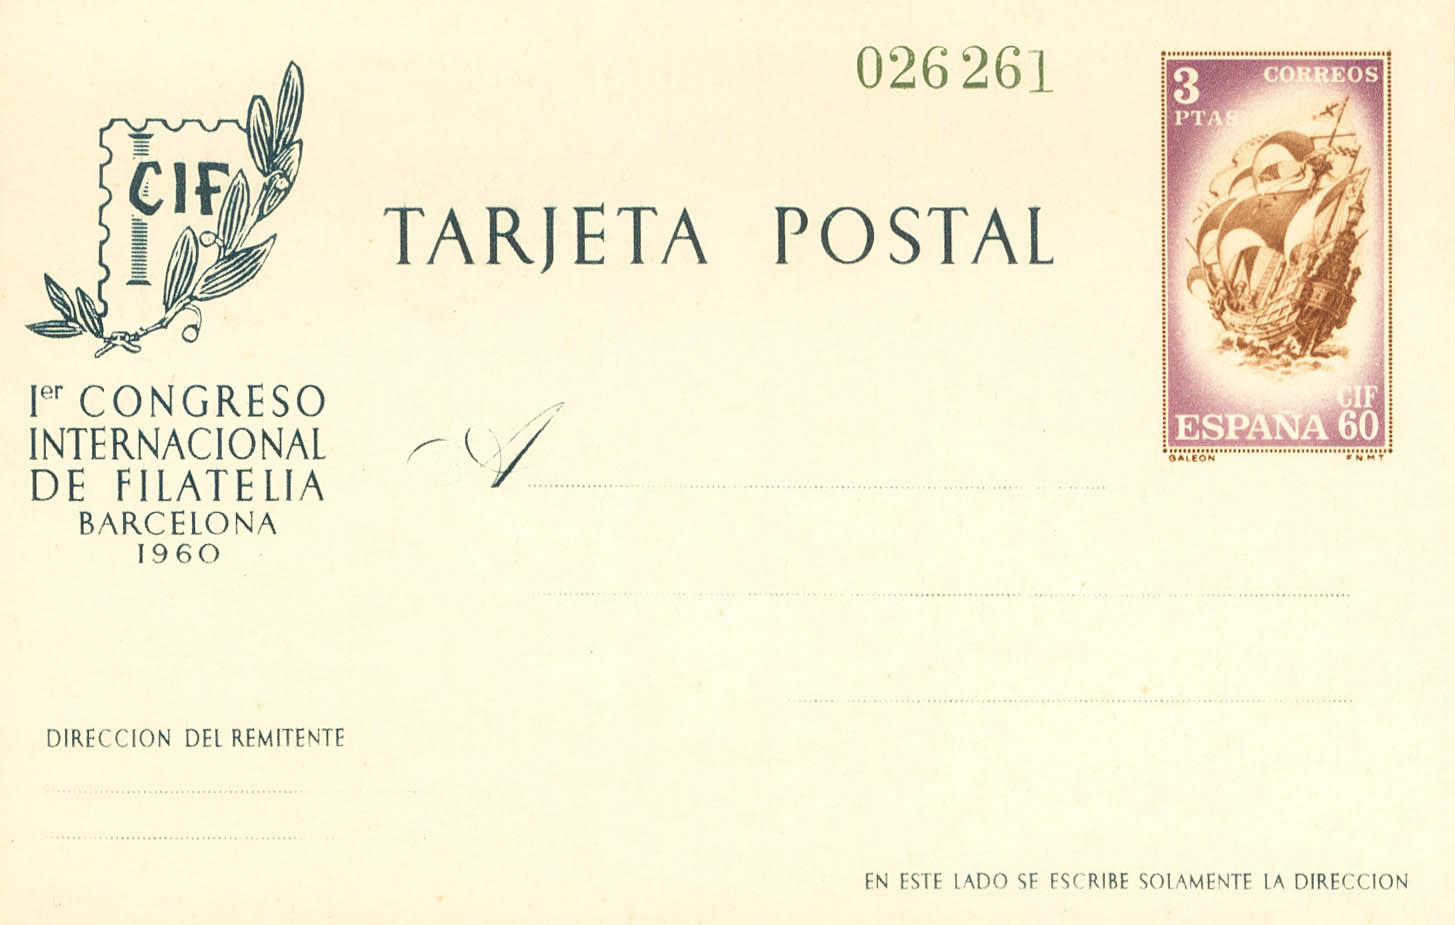 026261
3 CORREOS
PTAS
I CIF
TARJETA POSTAL
Ier CONGRESO
INTERNACIONAL
DE FILATELIA
BARCELONA
1960
A
CIF
ESPAÑA 60
GALEON FNMT
DIRECCION DEL REMITENTE
EN ESTE LADO SE ESCRIBE SOLAMENTE LA DIRECCION